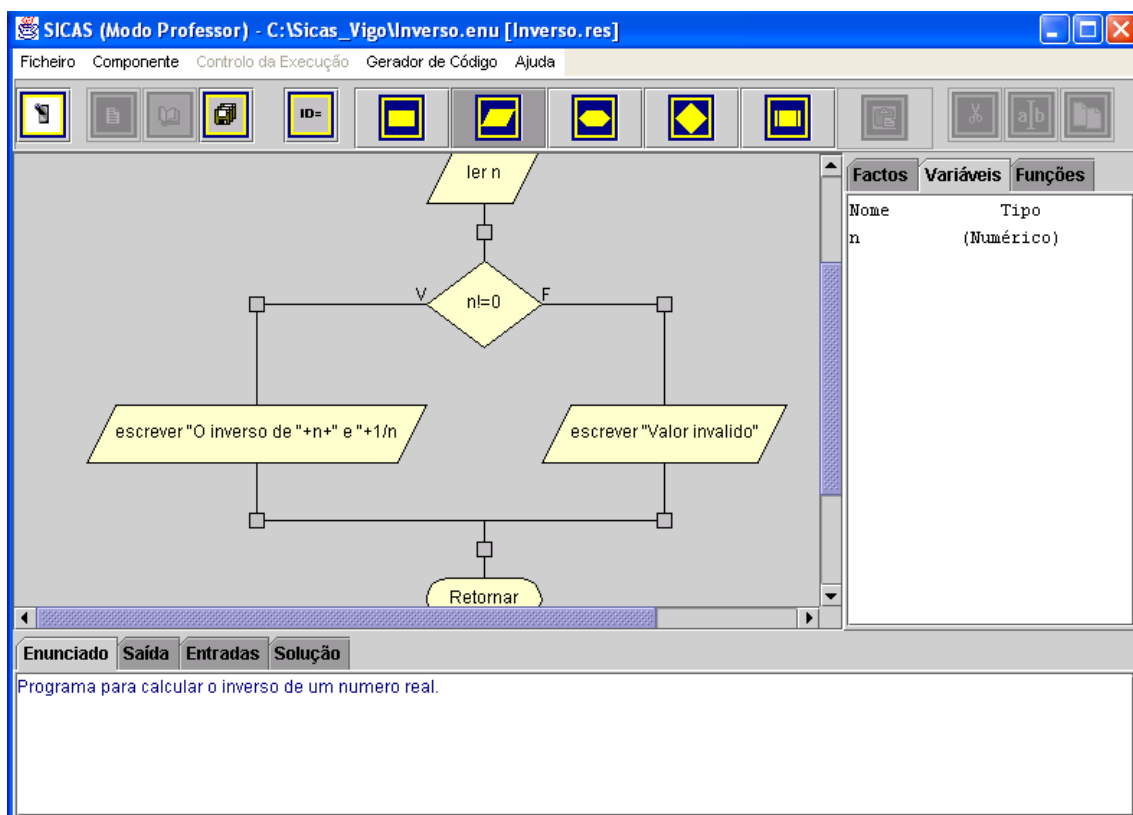 SICAS (Modo Professor) - C:\Sicas_Vigo\Inverso.enu [Inverso.res]
Ficheiro Componente Controlo da Execução Gerador de Código Ajuda
ID= a b
ler n
V n!=0 F
escrever "O inverso de "+n+" e "+1/n escrever "Valor invalido"
Retornar
Factos Variáveis Funções
Nome Tipo
n (Numérico)
Enunciado Saída Entradas Solução
Programa para calcular o inverso de um numero real.